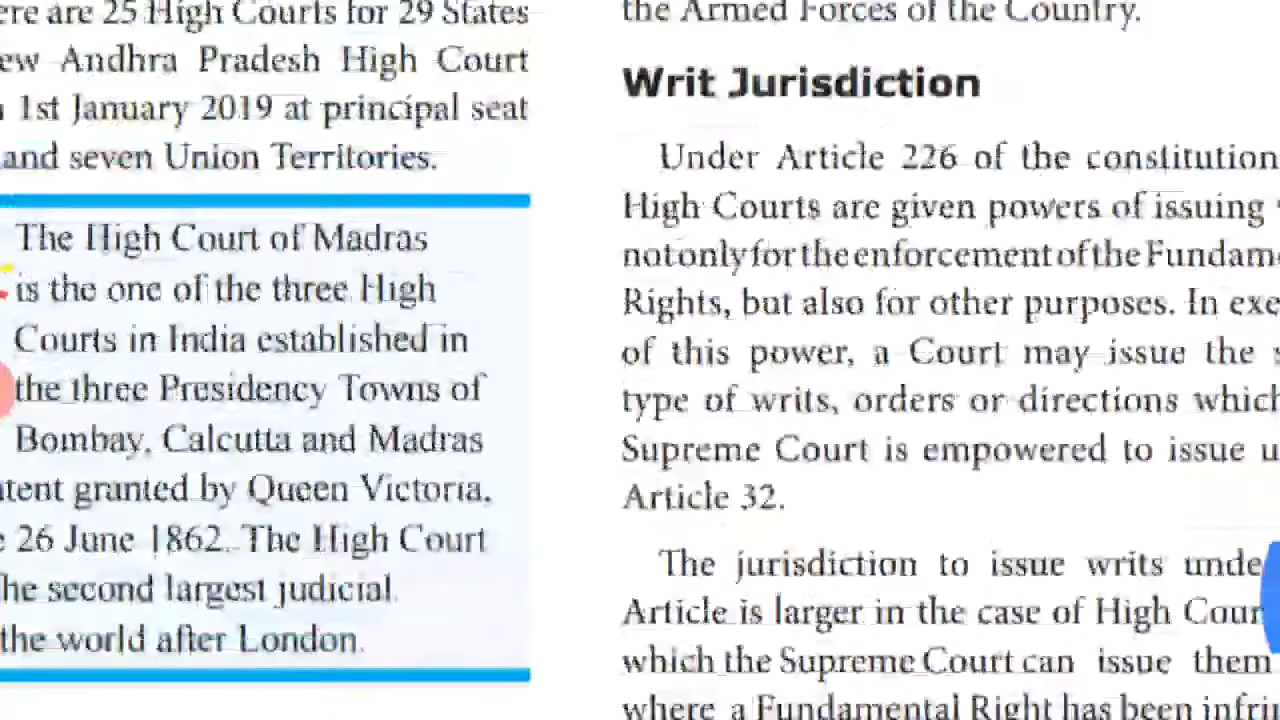 ere are 25 High Courts for 29 States
ew Andhra Pradesh High Court
1st January 2019 at principal seat
and seven Union Territories.
The High Court of Madras
is the one of the three High
Courts in India established in
the three Presidency Towns of
Bombay, Calcutta and Madras
tent granted by Queen Victoria,
26 June 1862. The High Court
he second largest judicial
the world after London.
the Armed Forces of the Country.
Writ Jurisdiction
Under Article 226 of the constitution
High Courts are given powers of issuing
not only for the enforcement of the Fundam
Rights, but also for other purposes. In exe
of this power, a Court may issue the s
type of writs, orders or directions which
Supreme Court is empowered to issue u
Article 32.
The jurisdiction to issue writs unde
Article is larger in the case of High Cour
which the Supreme Court can issue them
where a Fundamental Right has been infri